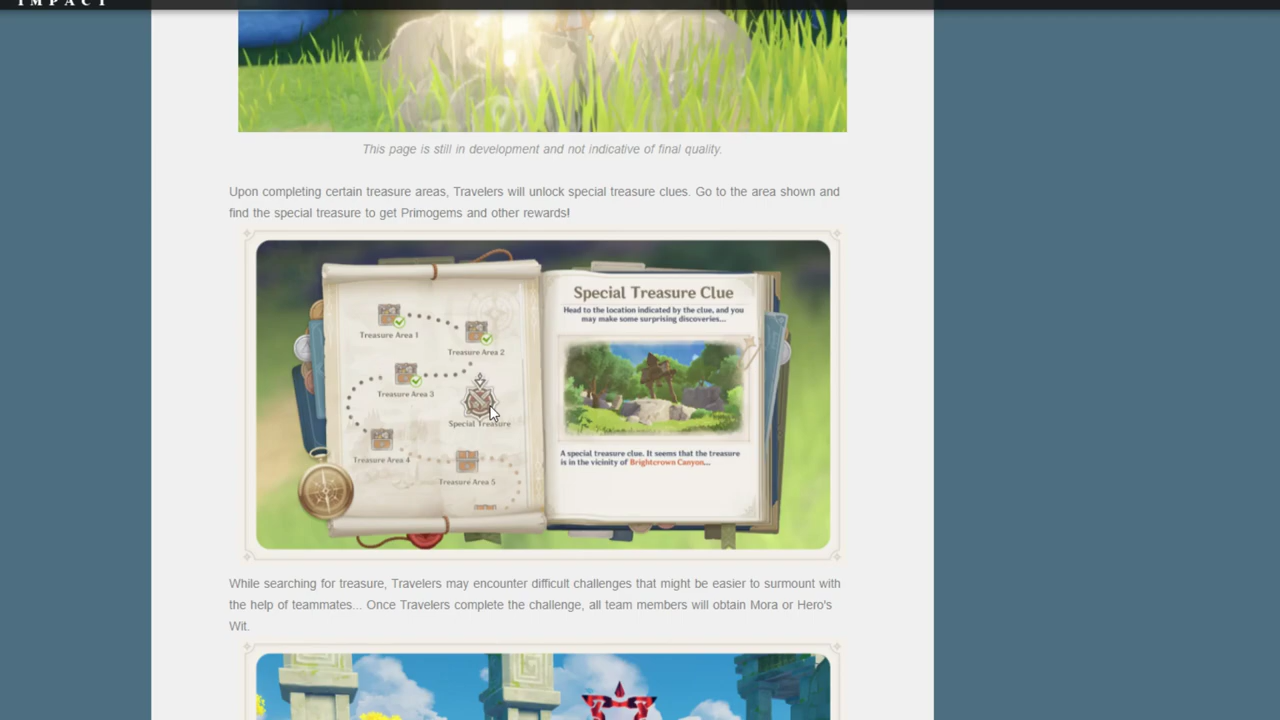 IMPACT
This page is still in development and not indicative of final quality.
Upon completing certain treasure areas, Travelers will unlock special treasure clues. Go to the area shown and
find the special treasure to get Primogems and other rewards!
Treasure Area 1
Treasure Area 2
Treasure Area 3
Special Treasure
Treasure Area 4
Treasure Area 5
Special Treasure Clue
Head to the location indicated by the clue, and you
may make some surprising discoveries...
A special treasure clue. It seems that the treasure
is in the vicinity of Brightcrown Canyon...
While searching for treasure, Travelers may encounter difficult challenges that might be easier to surmount with
the help of teammates... Once Travelers complete the challenge, all team members will obtain Mora or Hero's
Wit.